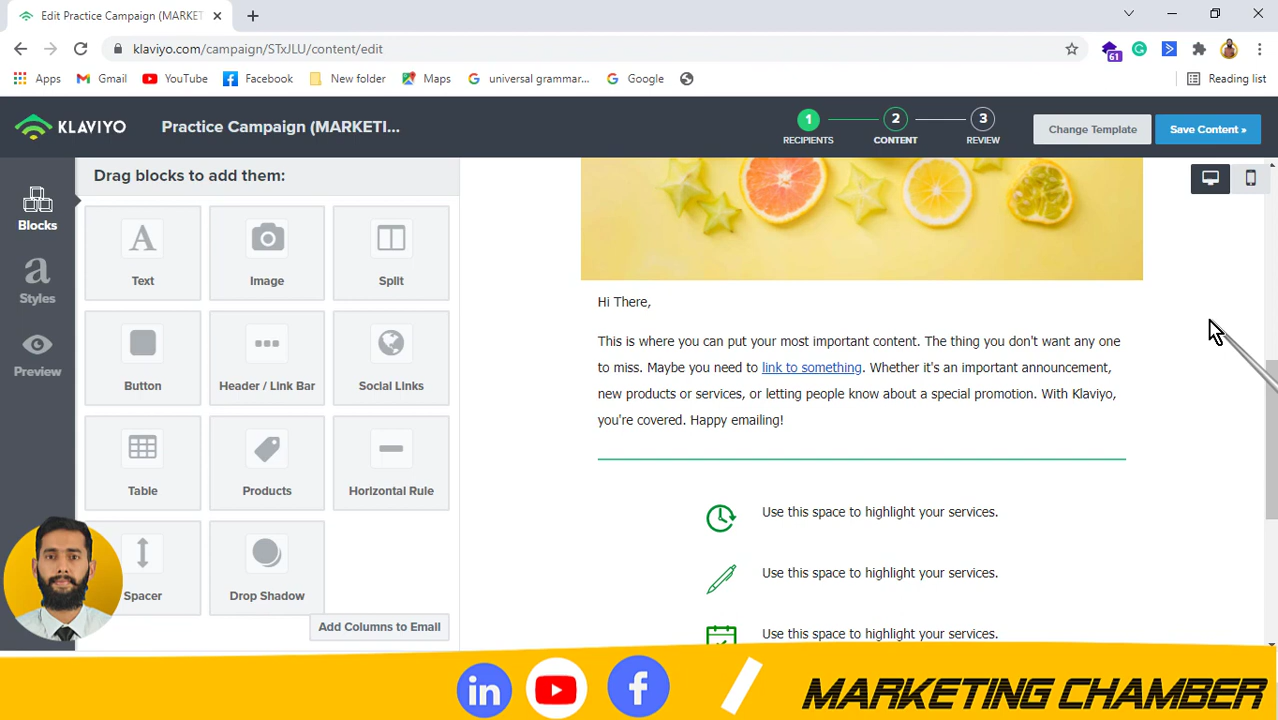 Edit Practice Campaign (MARKET
klaviyo.com/campaign/STxJLU/content/edit
61
Apps
Gmail
YouTube
Facebook
New folder
Maps
universal grammar...
Google
Reading list
KLAVIYO
Practice Campaign (MARKETI...
1
RECIPIENTS
2
CONTENT
3
REVIEW
Change Template
Save Content »
Blocks
Styles
Preview
Drag blocks to add them:
Text
Image
Split
Button
Header / Link Bar
Social Links
Table
Products
Horizontal Rule
Spacer
Drop Shadow
Add Columns to Email
Hi There,
This is where you can put your most important content. The thing you don't want any one
to miss. Maybe you need to link to something. Whether it's an important announcement,
new products or services, or letting people know about a special promotion. With Klaviyo,
you're covered. Happy emailing!
Use this space to highlight your services.
Use this space to highlight your services.
Use this space to highlight your services.
in
f
MARKETING CHAMBER